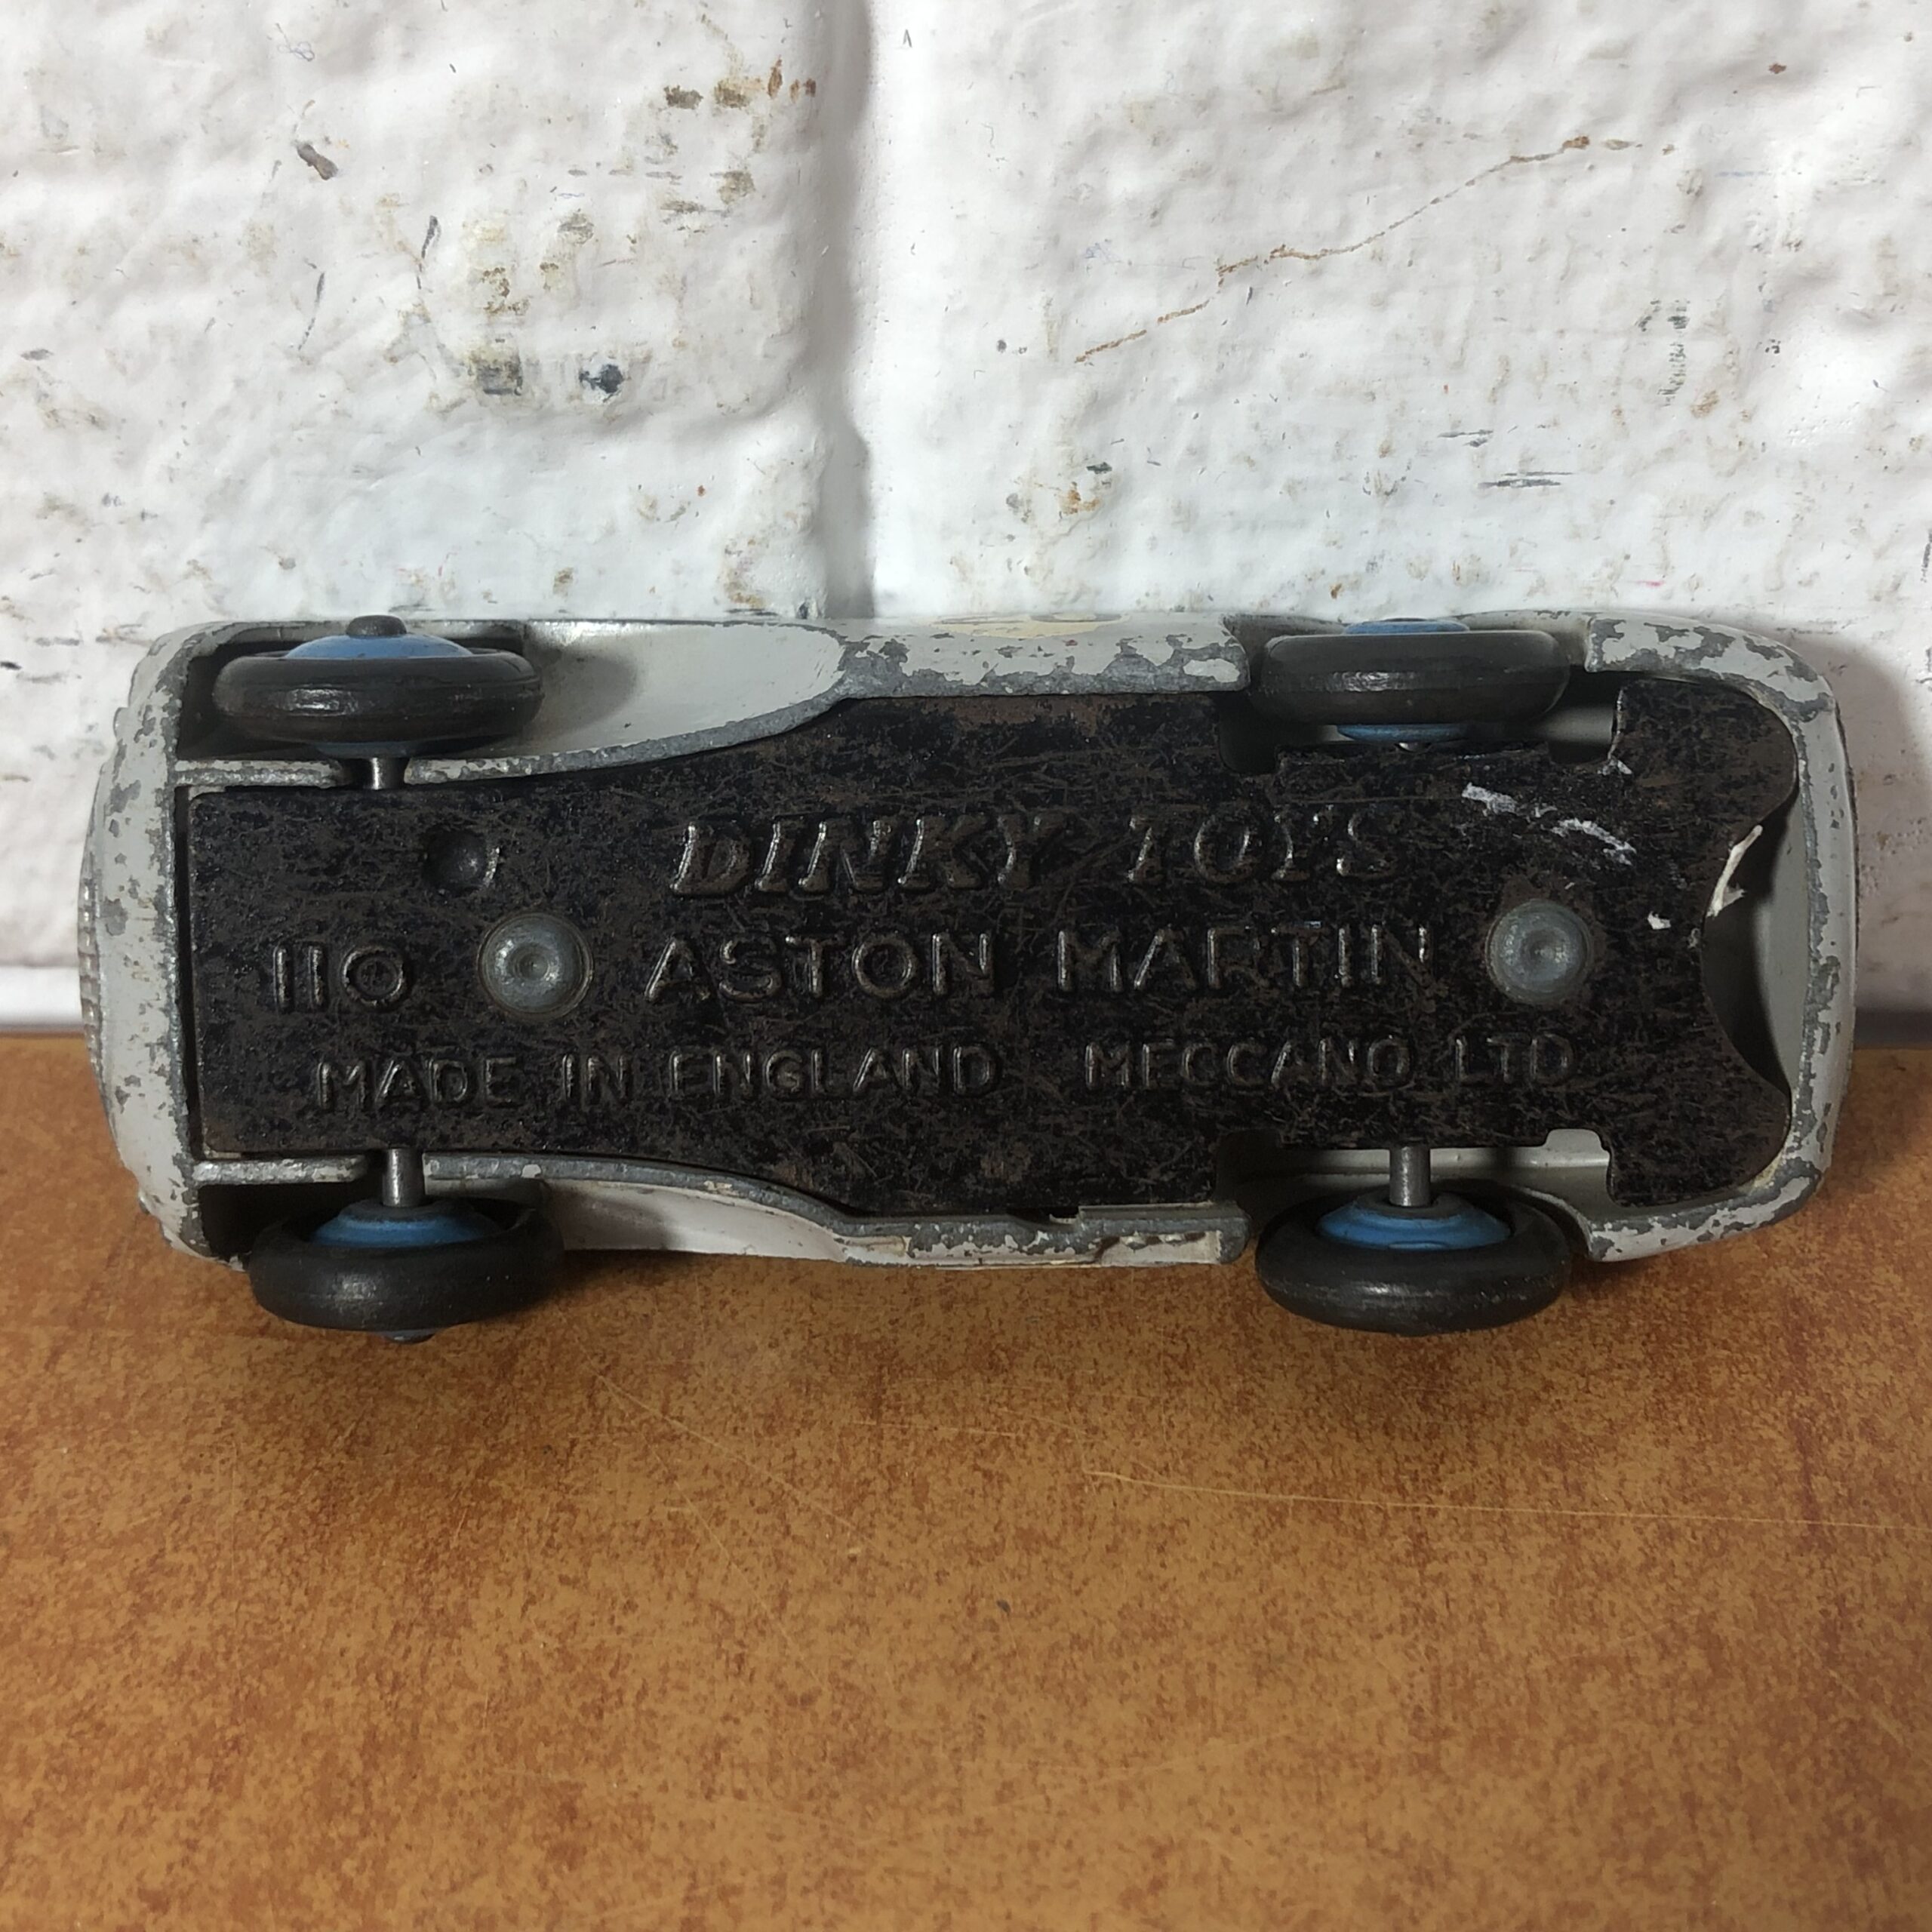 DINKY TOYS
110 ASTON MARTIN
MADE IN ENGLAND MECCANO LTD